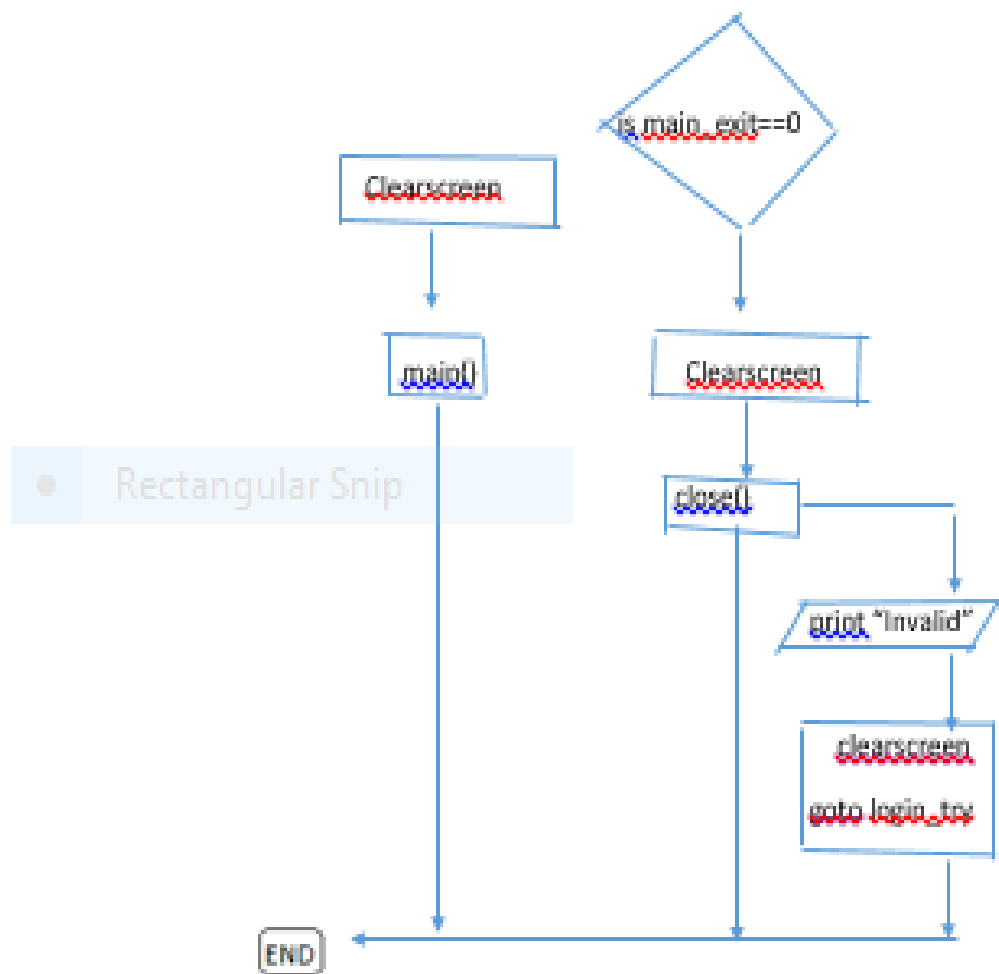 is main_exit==0
Clearscreen
main()
Clearscreen
Rectangular Snip
close()
print “Invalid”
clearscreen
goto login_try
END